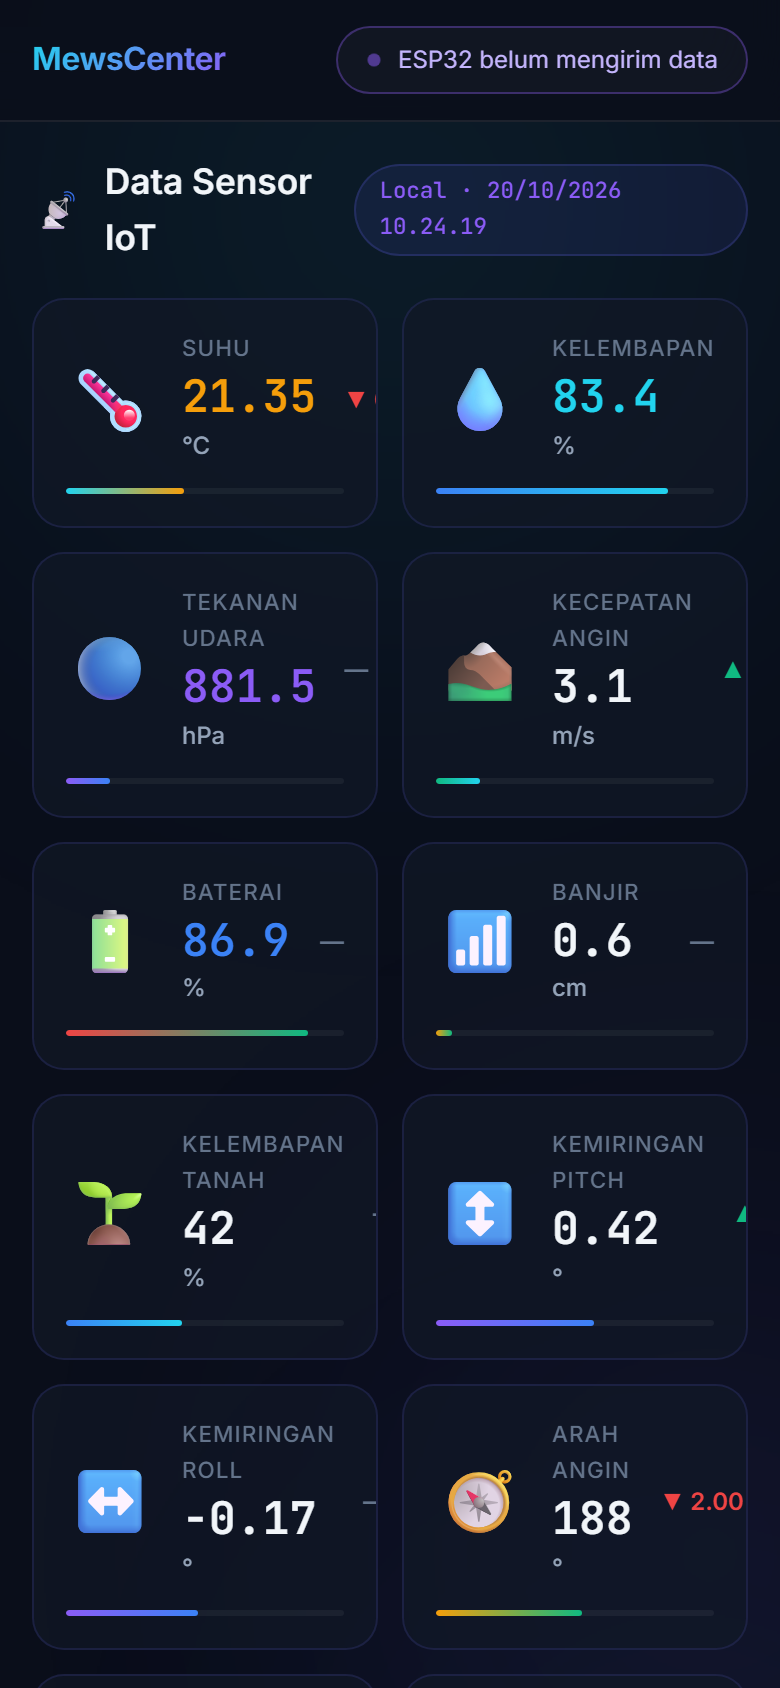 MewsCenter
ESP32 belum mengirim data
Data Sensor
IoT
Local · 20/10/2026
10.24.19
SUHU
21.35
▼
°C
KELEMBAPAN
83.4
%
TEKANAN
UDARA
881.5
—
hPa
KECEPATAN
ANGIN
3.1
▲
m/s
BATERAI
86.9
—
%
BANJIR
0.6
—
cm
KELEMBAPAN
TANAH
42
%
KEMIRINGAN
PITCH
0.42
°
KEMIRINGAN
ROLL
-0.17
°
ARAH
ANGIN
188
▼ 2.00
°